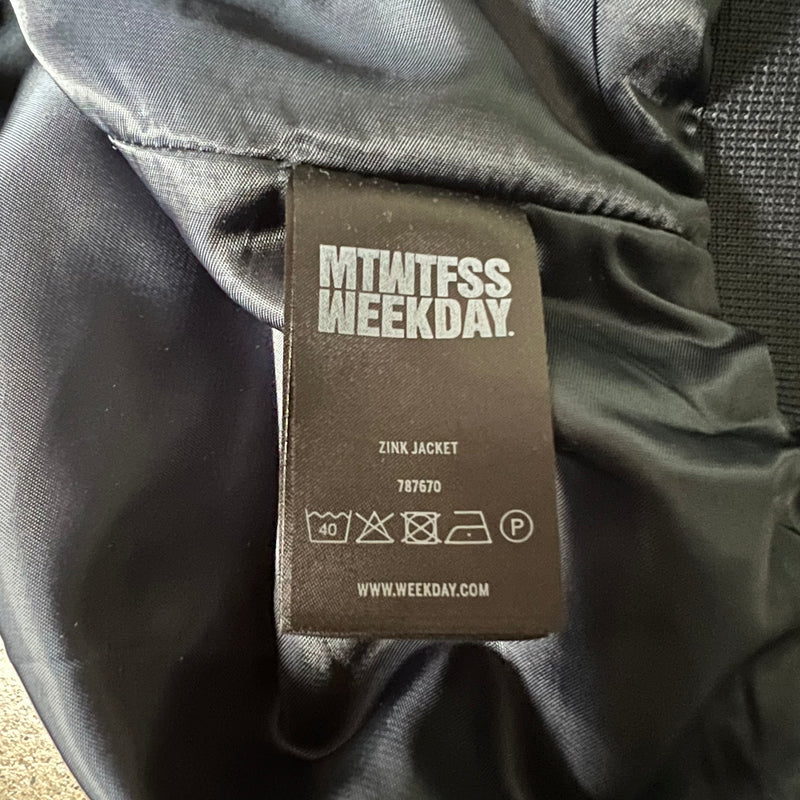 MTWTFSS
WEEKDAY.
ZINK JACKET
787670
40 P
WWW.WEEKDAY.COM